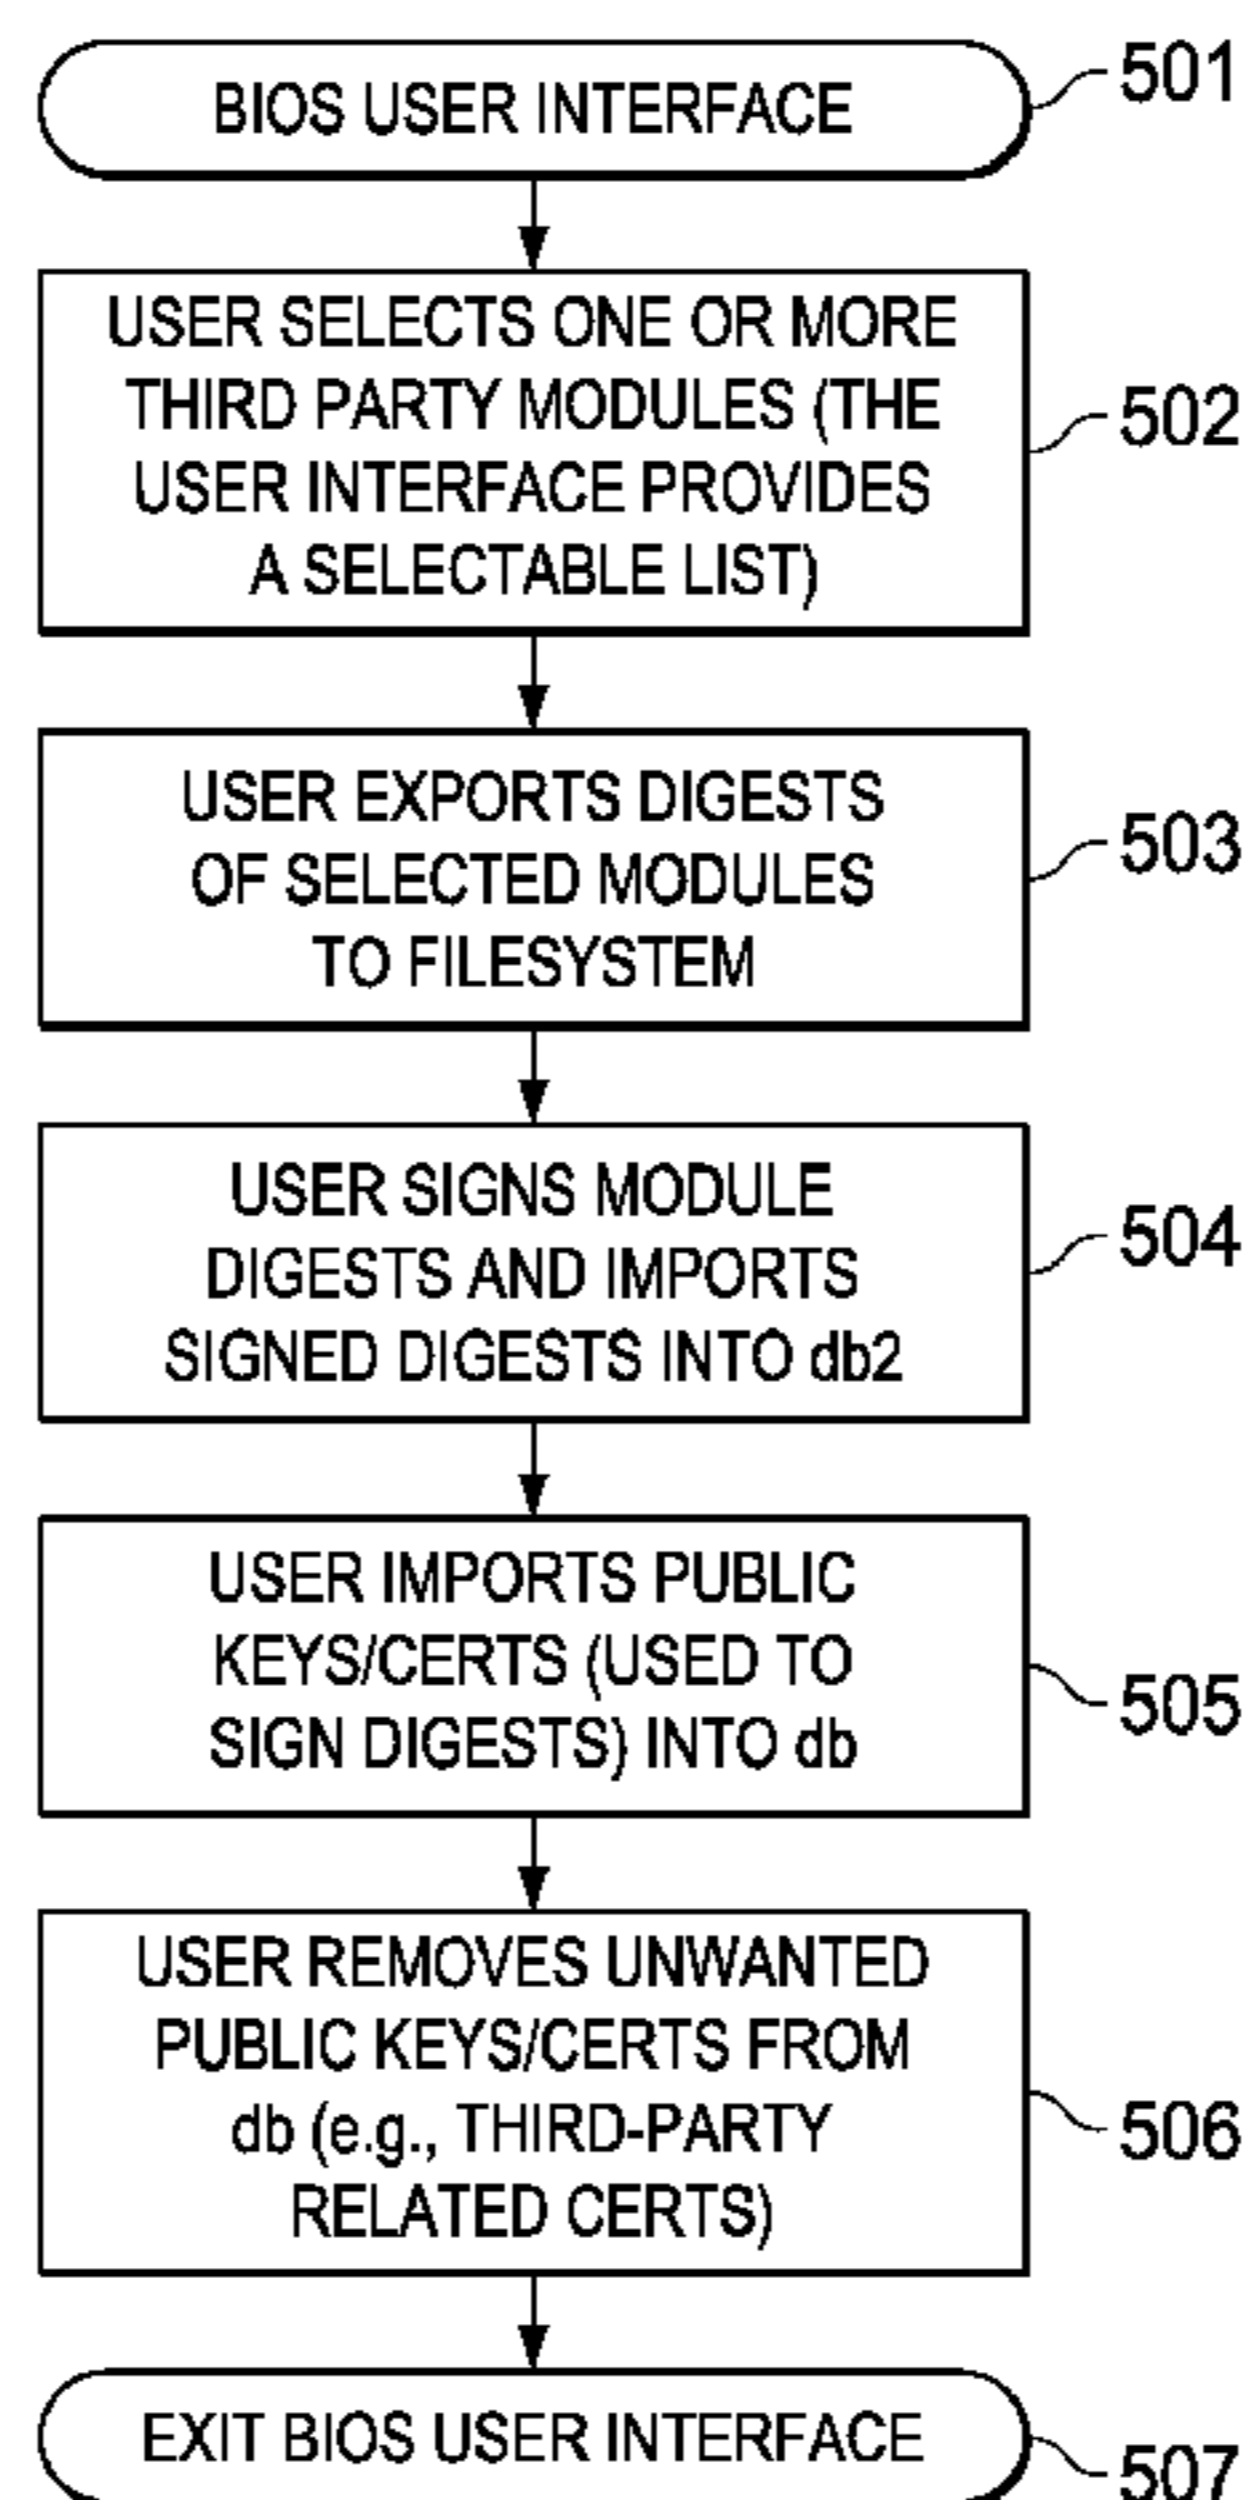 BIOS USER INTERFACE
501
USER SELECTS ONE OR MORE
THIRD PARTY MODULES (THE
USER INTERFACE PROVIDES
A SELECTABLE LIST)
502
USER EXPORTS DIGESTS
OF SELECTED MODULES
TO FILESYSTEM
503
USER SIGNS MODULE
DIGESTS AND IMPORTS
SIGNED DIGESTS INTO db2
504
USER IMPORTS PUBLIC
KEYS/CERTS (USED TO
SIGN DIGESTS) INTO db
505
USER REMOVES UNWANTED
PUBLIC KEYS/CERTS FROM
db (e.g., THIRD-PARTY
RELATED CERTS)
506
EXIT BIOS USER INTERFACE
507